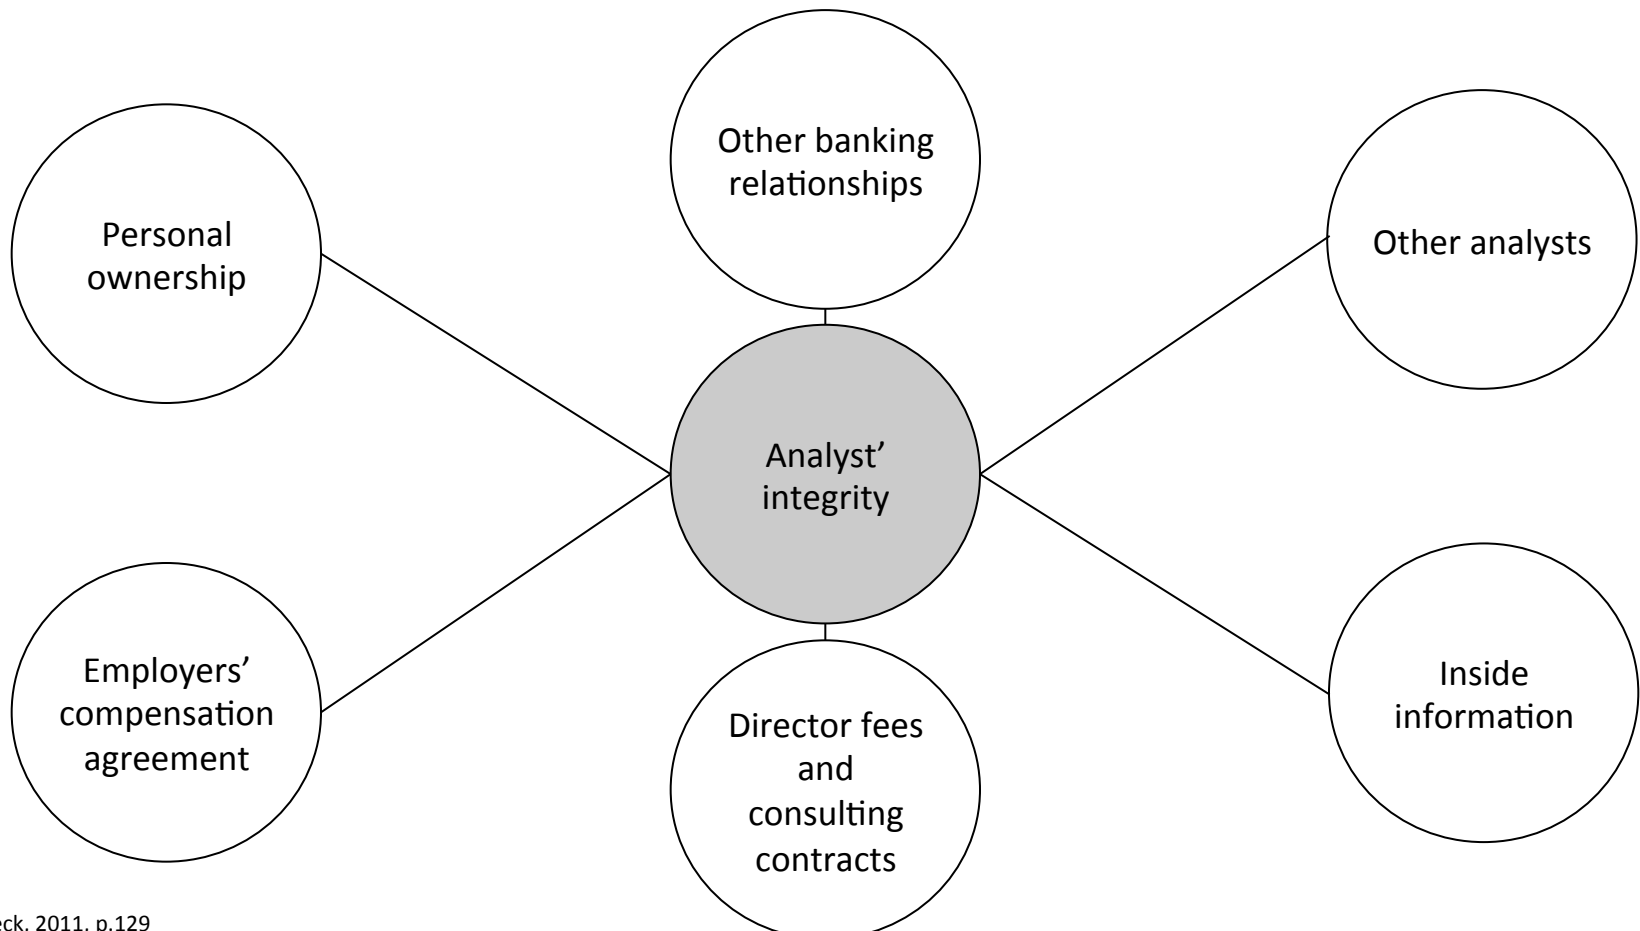 Other banking
relationships
Personal
ownership
Other analysts
Analyst’
integrity
Employers’
compensation
agreement
Inside
information
Director fees
and
consulting
contracts
2011. p.129